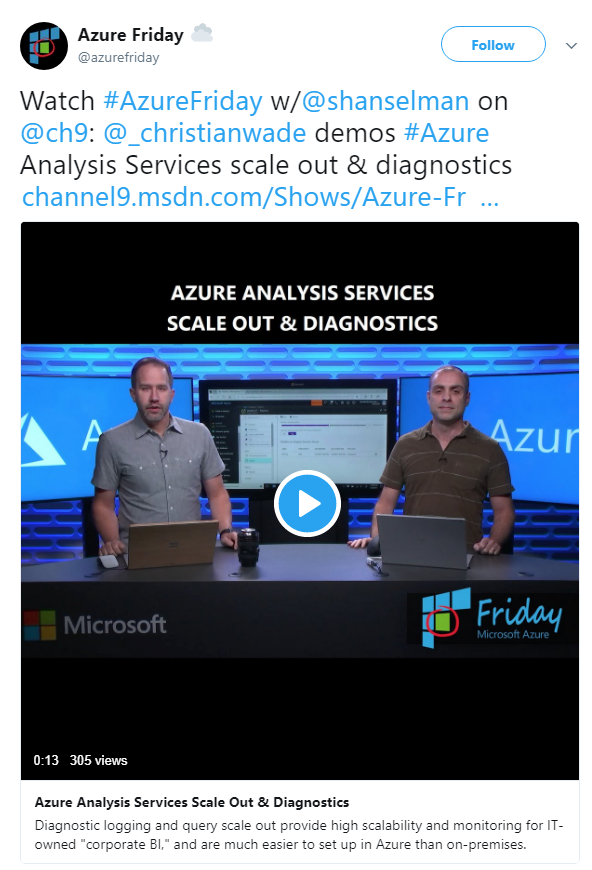 Azure Friday
@azurefriday
Follow
Watch #AzureFriday w/@shanselman on
@ch9: @_christianwade demos #Azure
Analysis Services scale out & diagnostics
channel9.msdn.com/Shows/Azure-Fr ...
AZURE ANALYSIS SERVICES
SCALE OUT & DIAGNOSTICS
A
Azur
Microsoft
Friday
Microsoft Azure
0:13 305 views
Azure Analysis Services Scale Out & Diagnostics
Diagnostic logging and query scale out provide high scalability and monitoring for IT-
owned "corporate BI," and are much easier to set up in Azure than on-premises.